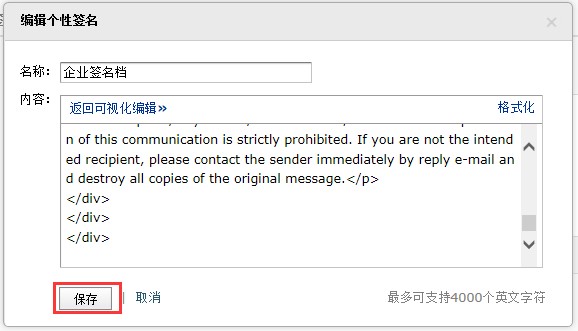 编辑个性签名
名称： 企业签名档
内容： 返回可视化编辑» 格式化
n of this communication is strictly prohibited. If you are not the intend
ed recipient, please contact the sender immediately by reply e-mail an
d destroy all copies of the original message.</p>
</div>
</div>
</div>
保存 | 取消 最多可支持4000个英文字符